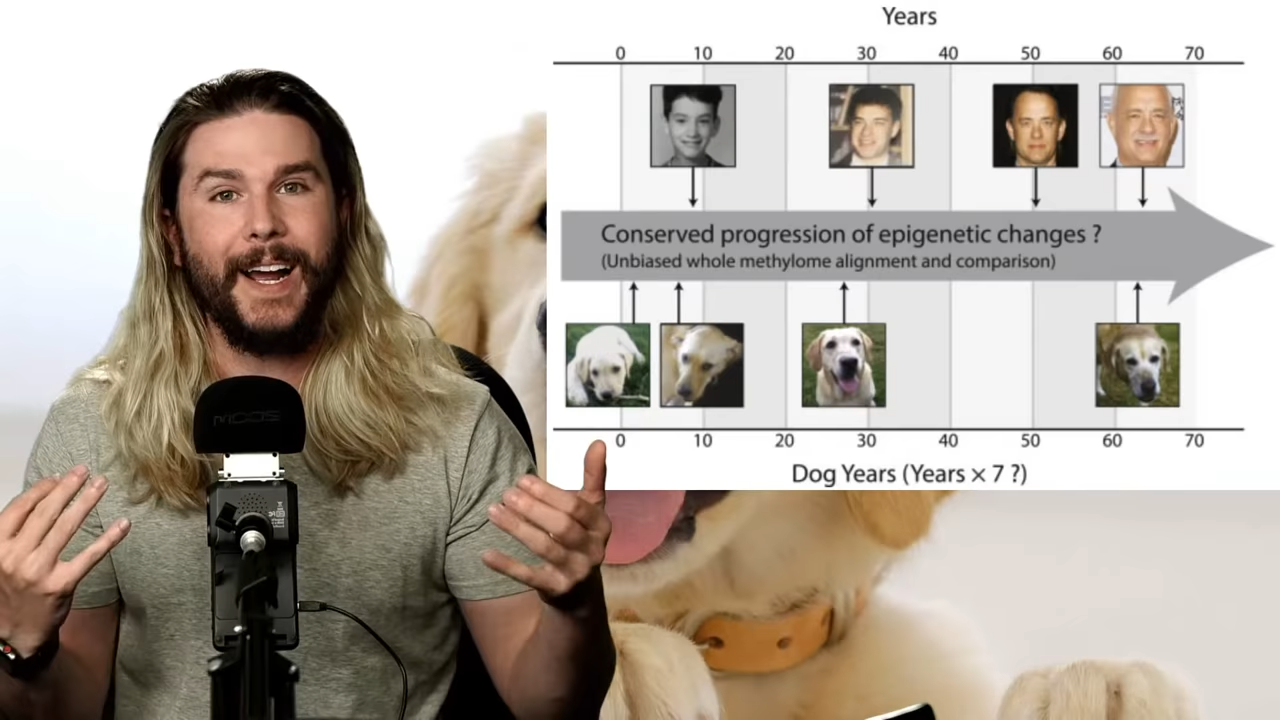 Years
0 10 20 30 40 50 60 70
Conserved progression of epigenetic changes ?
(Unbiased whole methylome alignment and comparison)
0 10 20 30 40 50 60 70
Dog Years (Years × 7 ?)